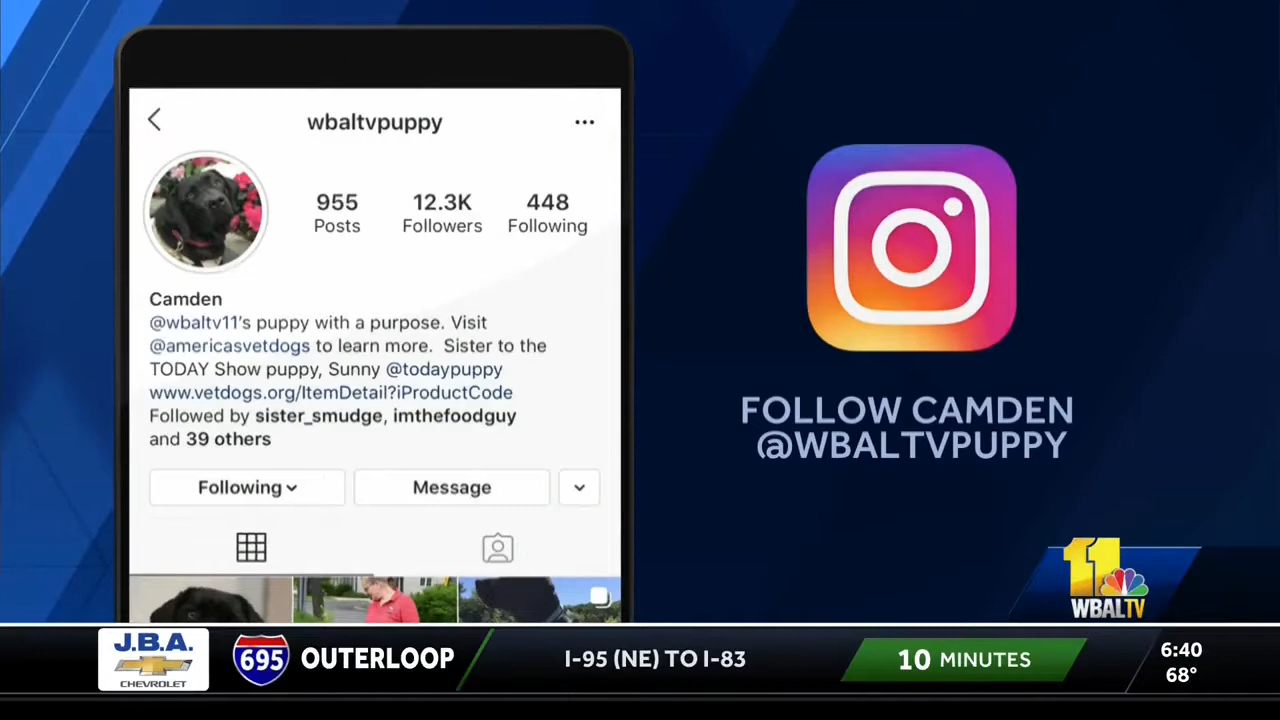 wbaltvpuppy
955
12.3K
448
Posts
Followers
Following
Camden
@wbaltv11's puppy with a purpose. Visit
@americasvetdogs to learn more.  Sister to the
TODAY Show puppy, Sunny @todaypuppy
www.vetdogs.org/ItemDetail?iProductCode
Followed by sister_smudge, imthefoodguy
and 39 others
Following
Message
FOLLOW CAMDEN
@WBALTVPUPPY
11
WBALTV
J.B.A.
CHEVROLET
695
OUTERLOOP
I-95 (NE) TO I-83
10 MINUTES
6:40
68°